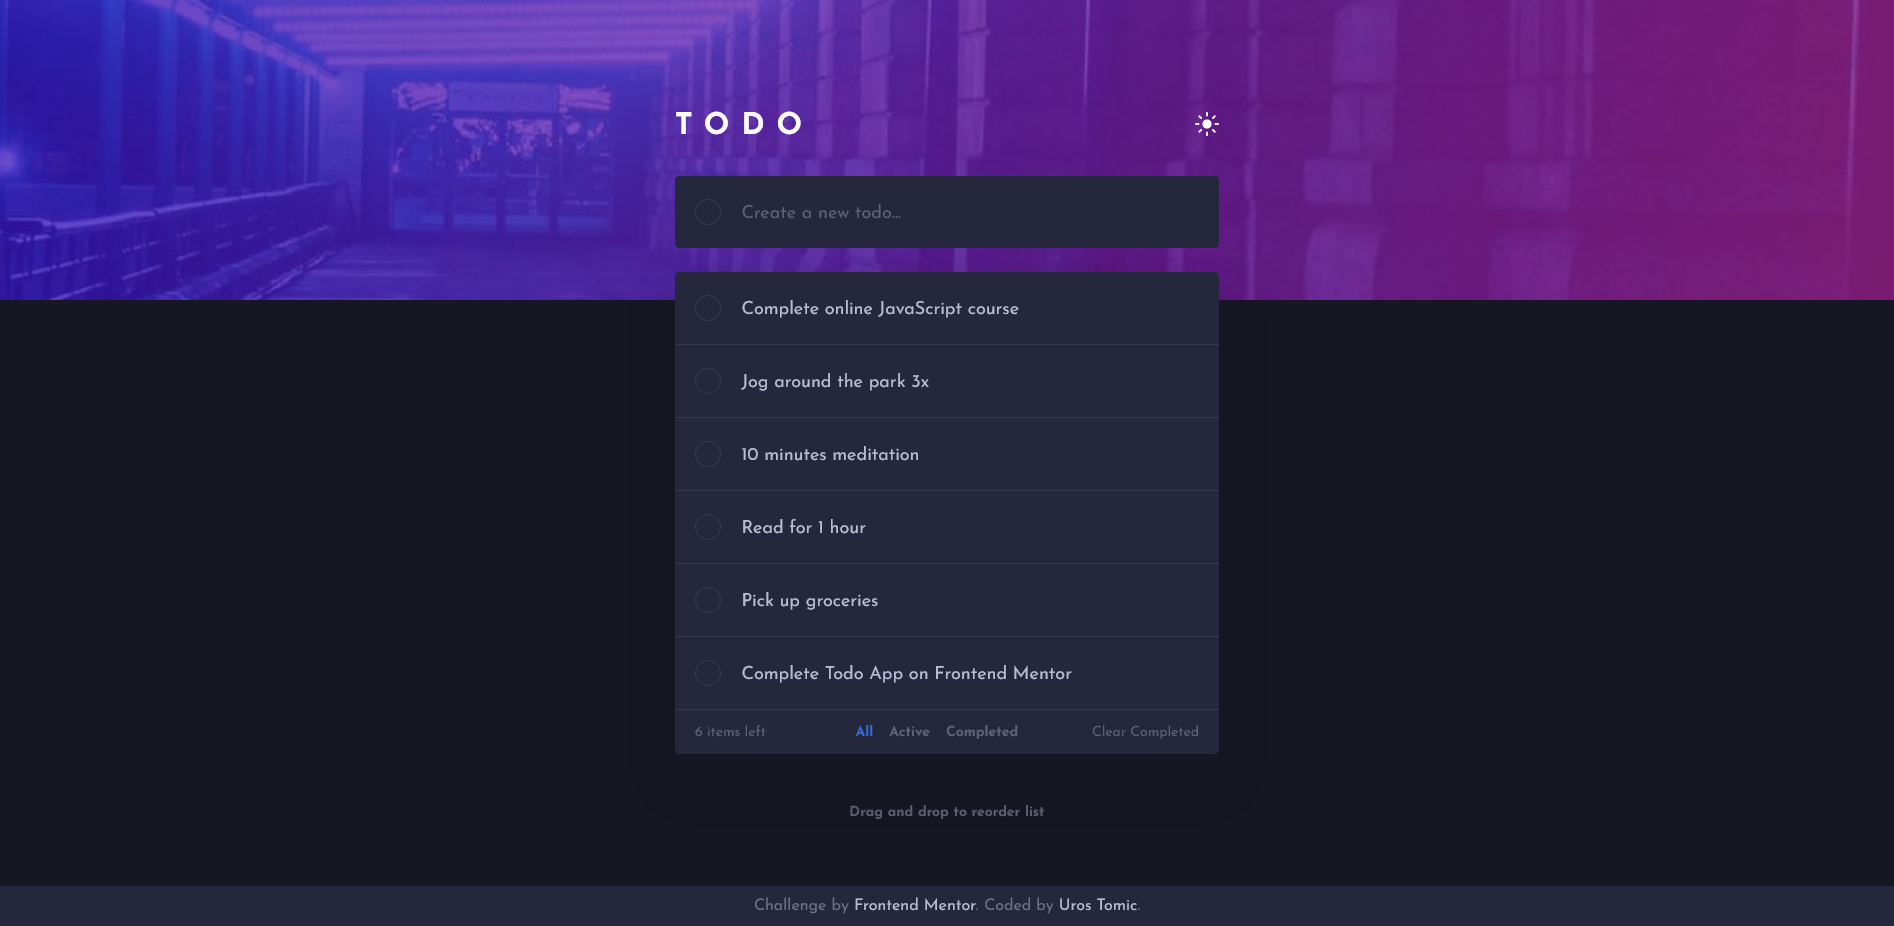 TODO
Create a new todo...
Complete online JavaScript course
Jog around the park 3x
10 minutes meditation
Read for 1 hour
Pick up groceries
Complete Todo App on Frontend Mentor
6 items left All Active Completed Clear Completed
Drag and drop to reorder list
Challenge by Frontend Mentor. Coded by Uros Tomic.